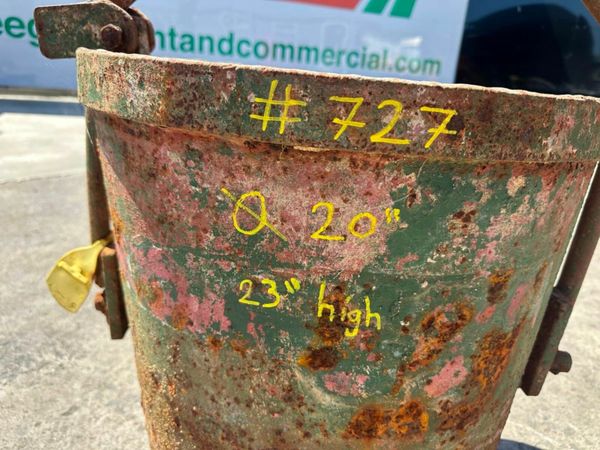 ntandcommercial.com
# 727
Ø 20"
23" high